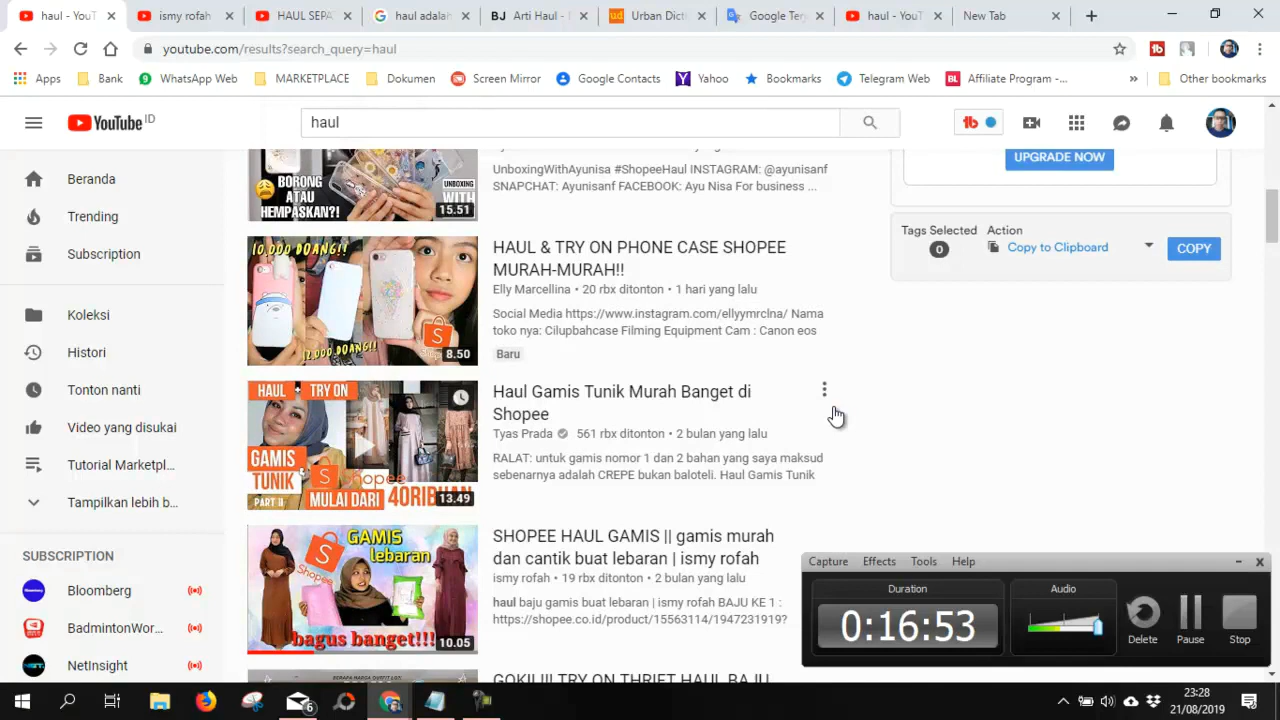 haul - YouT
ismy rofah
HAUL SEPA
haul adalah
Arti Haul -
Urban Dict
Google Ter
haul - YouT
New Tab
youtube.com/results?search_query=haul
Apps
Bank
WhatsApp Web
MARKETPLACE
Dokumen
Screen Mirror
Google Contacts
Yahoo
Bookmarks
Telegram Web
Affiliate Program -...
»
Other bookmarks
YouTube ID
haul
Beranda
Trending
Subscription
Koleksi
Histori
Tonton nanti
Video yang disukai
Tutorial Marketpl...
Tampilkan lebih b...
SUBSCRIPTION
Bloomberg
BadmintonWor...
NetInsight
BORONG
ATAU
HEMPASKAN?!
UNBOXING
WITH
15.51
UnboxingWithAyunisa #ShopeeHaul INSTAGRAM: @ayunisanf
SNAPCHAT: Ayunisanf FACEBOOK: Ayu Nisa For business ...
10.000 DOANG!!
12.000 DOANG!!
8.50
HAUL & TRY ON PHONE CASE SHOPEE
MURAH-MURAH!!
Elly Marcellina • 20 rbx ditonton • 1 hari yang lalu
Social Media https://www.instagram.com/ellyymrclna/ Nama
toko nya: Cilupbahcase Filming Equipment Cam : Canon eos
Baru
HAUL + TRY ON
GAMIS
TUNIK
PART II
Shopee
MULAI DARI 40RIBUAN
13.49
Haul Gamis Tunik Murah Banget di
Shopee
Tyas Prada 561 rbx ditonton • 2 bulan yang lalu
RALAT: untuk gamis nomor 1 dan 2 bahan yang saya maksud
sebenarnya adalah CREPE bukan baloteli. Haul Gamis Tunik
GAMIS
lebaran
Shopee
bagus banget!!!
10.05
SHOPEE HAUL GAMIS || gamis murah
dan cantik buat lebaran | ismy rofah
ismy rofah • 19 rbx ditonton • 2 bulan yang lalu
haul baju gamis buat lebaran | ismy rofah BAJU KE 1 :
https://shopee.co.id/product/15563114/1947231919?
GOKIL!!! TRY ON THRIFT HAUL BAJU
UPGRADE NOW
Tags Selected
0
Action
Copy to Clipboard
COPY
Capture Effects Tools Help
Duration
0:16:53
Audio
Delete
Pause
Stop
6
23:28
21/08/2019